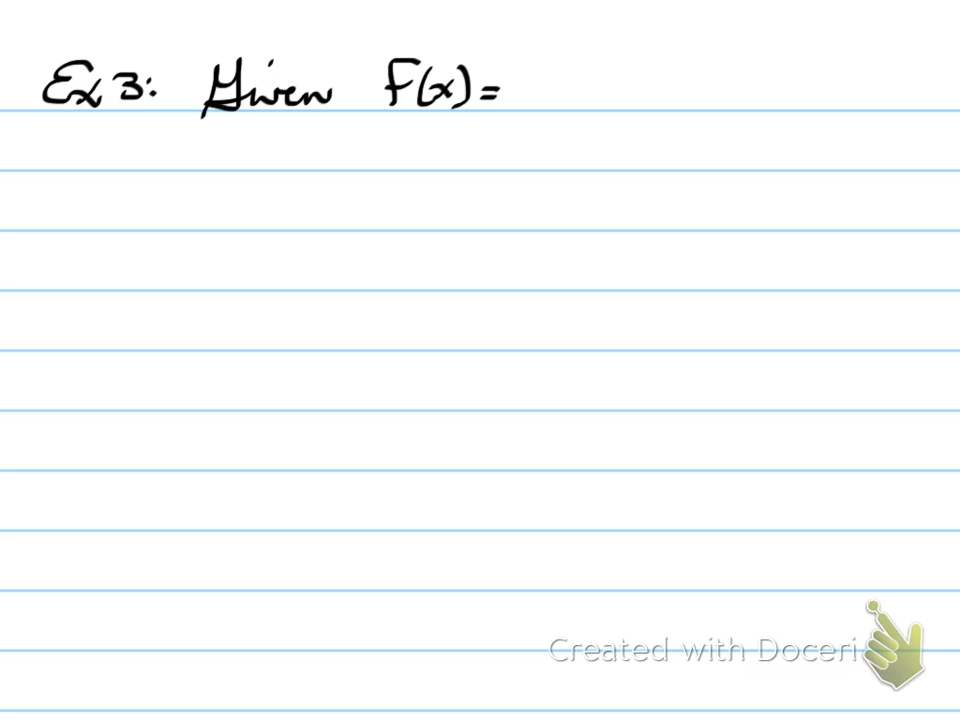 Ex 3: Given F(x)=
Created with Doceri